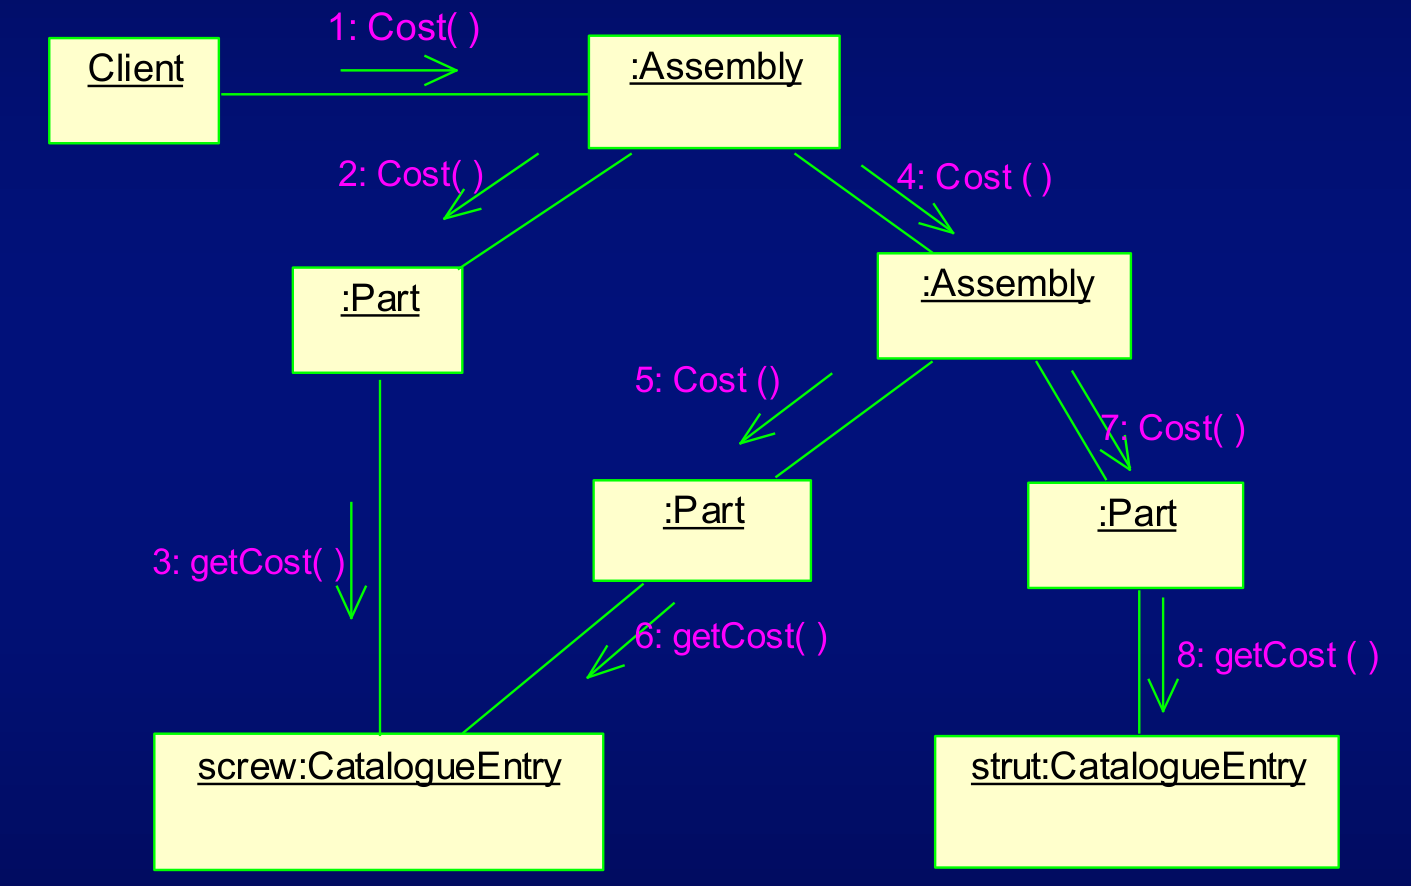 1: Cost( )
Client
:Assembly
2: Cost( )
4: Cost ( )
:Part
:Assembly
5: Cost ()
7: Cost( )
:Part
:Part
3: getCost( )
6: getCost( )
8: getCost ( )
screw:CatalogueEntry
strut:CatalogueEntry